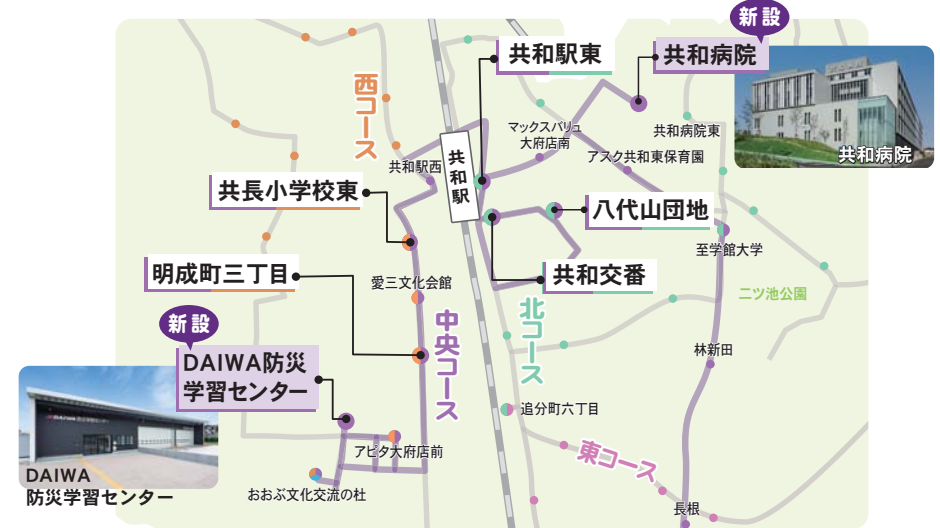 新設
共和駅東
共和病院
西コース
マックスバリュ
大府店南
共和病院東
共和病院
アスク共和東保育園
共和駅西
共和駅
共長小学校東
八代山団地
至学館大学
明成町三丁目
愛三文化会館
共和交番
二ツ池公園
新設
中央コース
北コース
DAIWA防災
学習センター
林新田
追分町六丁目
アピタ大府店前
東コース
DAIWA
防災学習センター
おおぶ文化交流の杜
長根